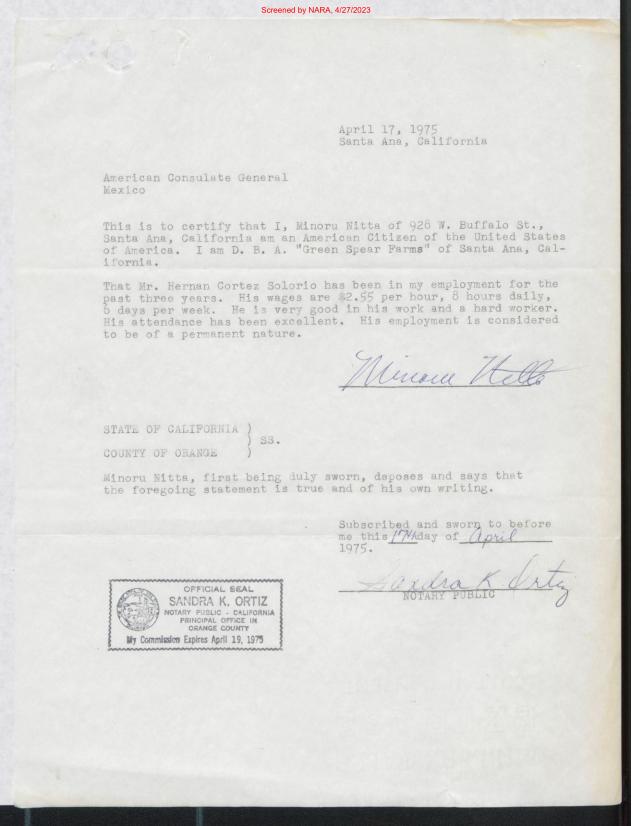 Screened by NARA, 4/27/2023
April 17, 1975
Santa Ana, California
American Consulate General
Mexico
This is to certify that I, Minoru Nitta of 926 W. Buffalo St.,
Santa Ana, California am an American Citizen of the United States
of America. I am D. B. A. "Green Spear Farms" of Santa Ana, Cal-
ifornia.
That Mr. Hernan Cortez Solorio has been in my employment for the
past three years. His wages are $2.55 per hour, 8 hours daily,
6 days per week. He is very good in his work and a hard worker.
His attendance has been excellent. His employment is considered
to be of a permanent nature.
Minoru Nitta
STATE OF CALIFORNIA )
) SS.
COUNTY OF ORANGE )
Minoru Nitta, first being duly sworn, deposes and says that
the foregoing statement is true and of his own writing.
Subscribed and sworn to before
me this 17th day of April
1975.
Sandra K Ortiz
NOTARY PUBLIC
OFFICIAL SEAL
SANDRA K. ORTIZ
NOTARY PUBLIC - CALIFORNIA
PRINCIPAL OFFICE IN
ORANGE COUNTY
My Commission Expires April 19, 1975